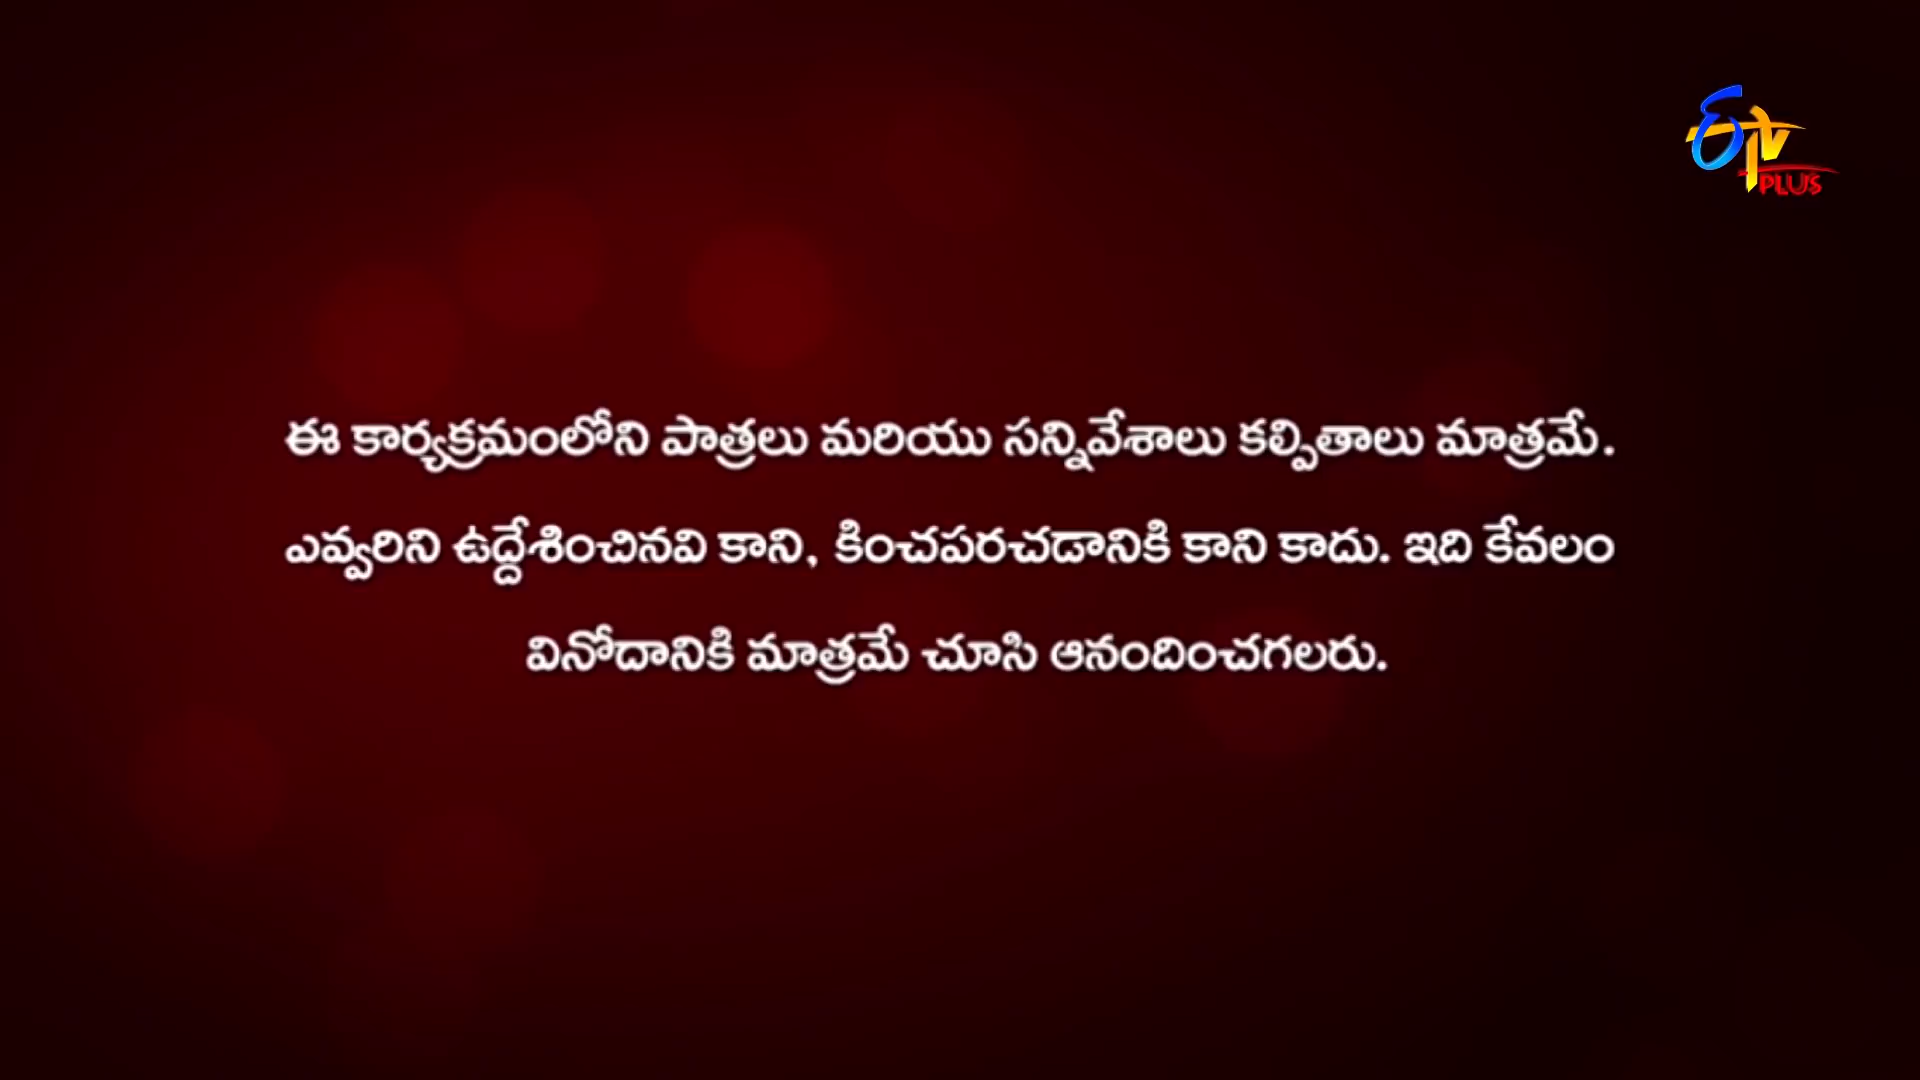 ETV
PLUS
ఈ కార్యక్రమంలోని పాత్రలు మరియు సన్నివేశాలు కల్పితాలు మాత్రమే.
ఎవ్వరిని ఉద్దేశించినవి కాని, కించపరచడానికి కాని కాదు. ఇది కేవలం
వినోదానికి మాత్రమే చూసి ఆనందించగలరు.